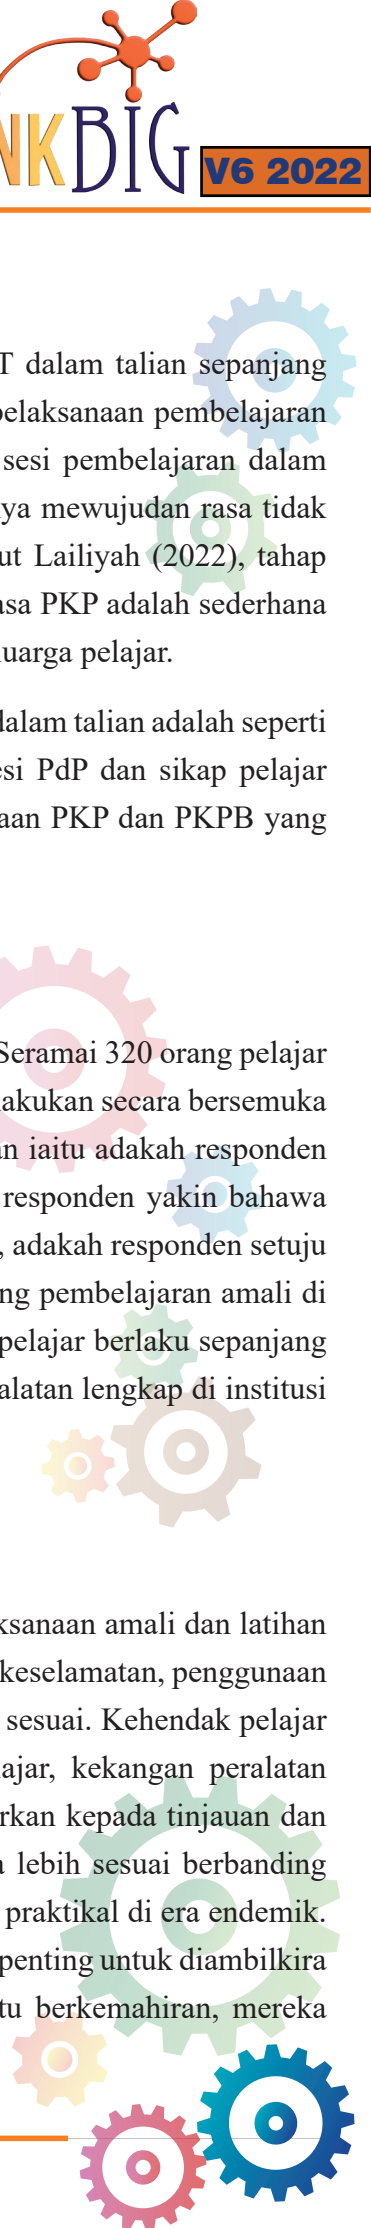 NKBIG
V6 2022
T dalam talian sepanjang
pelaksanaan pembelajaran
sesi pembelajaran dalam
ya mewujudan rasa tidak
ut Lailiyah (2022), tahap
asa PKP adalah sederhana
luarga pelajar.
dalam talian adalah seperti
esi PdP dan sikap pelajar
aan PKP dan PKPB yang
Seramai 320 orang pelajar
lakukan secara bersemuka
an iaitu adakah responden
responden yakin bahawa
, adakah responden setuju
ng pembelajaran amali di
pelajar berlaku sepanjang
alatan lengkap di institusi
ksanaan amali dan latihan
keselamatan, penggunaan
sesuai. Kehendak pelajar
ajar, kekangan peralatan
arkan kepada tinjauan dan
a lebih sesuai berbanding
praktikal di era endemik.
penting untuk diambilkira
tu berkemahiran, mereka